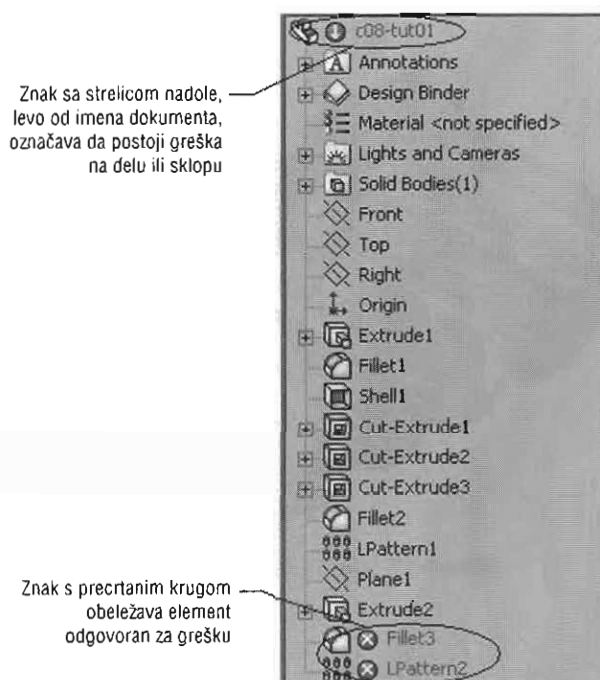 c08-tut01
Znak sa strelicom nadole,
levo od imena dokumenta,
označava da postoji greška
na delu ili sklopu
Annotations
Design Binder
Material <not specified>
Lights and Cameras
Solid Bodies(1)
Front
Top
Right
Origin
Extrude1
Fillet1
Shell1
Cut-Extrude1
Cut-Extrude2
Cut-Extrude3
Fillet2
LPattern1
Plane1
Extrude2
Znak s precrtanim krugom
obeležava element
odgovoran za grešku
Fillet3
LPattern2